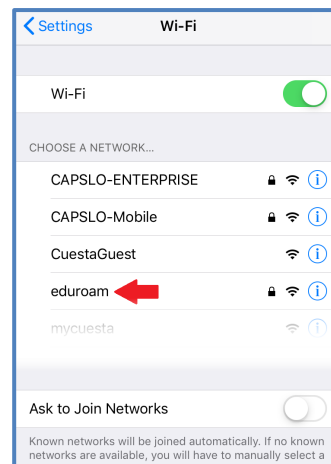 Settings
Wi-Fi
Wi-Fi
CHOOSE A NETWORK...
CAPSLO-ENTERPRISE
CAPSLO-Mobile
CuestaGuest
eduroam
mycuesta
Ask to Join Networks
Known networks will be joined automatically. If no known
networks are available, you will have to manually select a